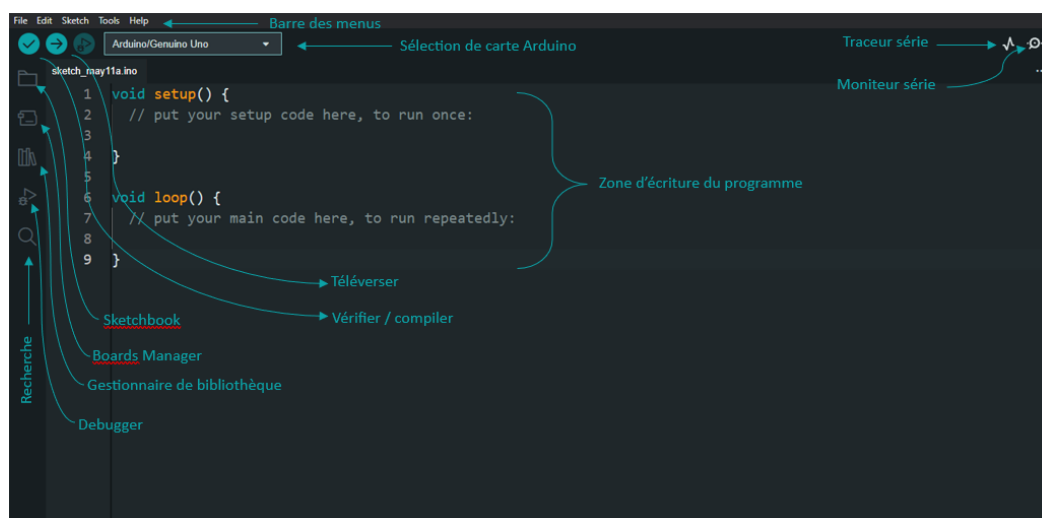 File Edit Sketch Tools Help
Barre des menus
Arduino/Genuino Uno
Sélection de carte Arduino
Traceur série
Moniteur série
sketch_may11a.ino
1 void setup() {
2 // put your setup code here, to run once:
3
4 }
5
6 void loop() {
7 // put your main code here, to run repeatedly:
8
9 }
Zone d'écriture du programme
Téléverser
Vérifier / compiler
Sketchbook
Boards Manager
Gestionnaire de bibliothèque
Debugger
Recherche